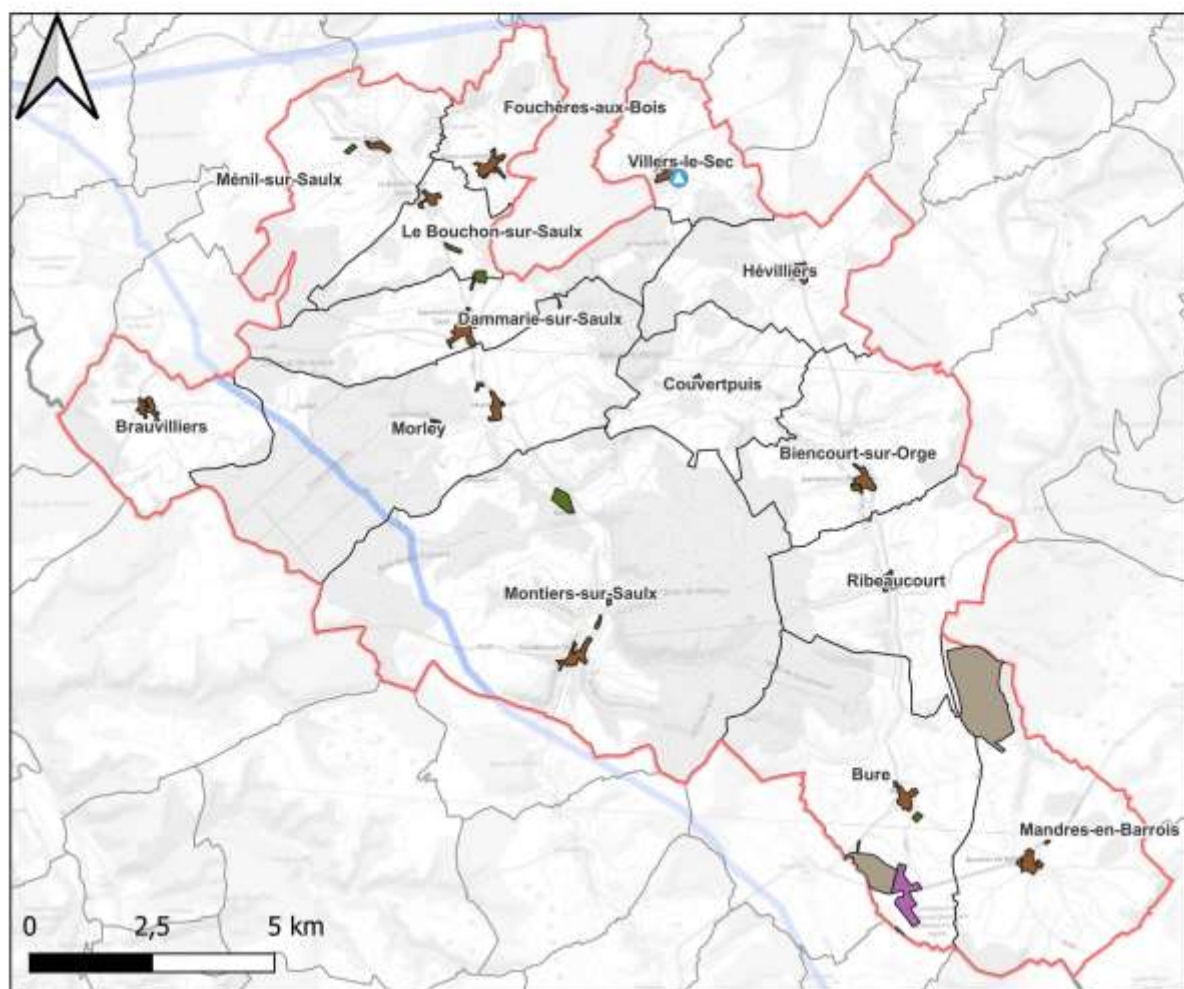 Fouchères-aux-Bois
Villers-le-Sec
Ménil-sur-Saulx
Le Bouchon-sur-Saulx
Hévilliers
Dammarie-sur-Saulx
Couvertpuis
Brauvilliers
Morley
Biencourt-sur-Orge
Ribeaucourt
Montiers-sur-Saulx
Bure
Mandres-en-Barrois
0 2,5 5 km